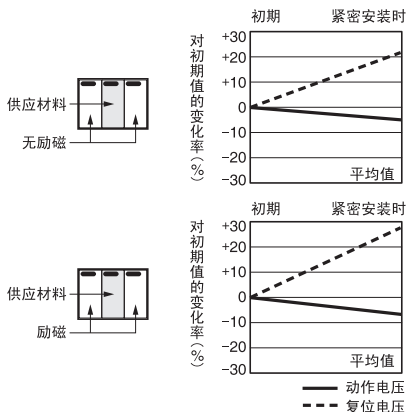 初期 紧密安装时
对初期值的变化率(%)
+30
+20
+10
0
-10
-20
-30
平均值
供应材料
无励磁
初期 紧密安装时
对初期值的变化率(%)
+30
+20
+10
0
-10
-20
-30
平均值
供应材料
励磁
动作电压
复位电压